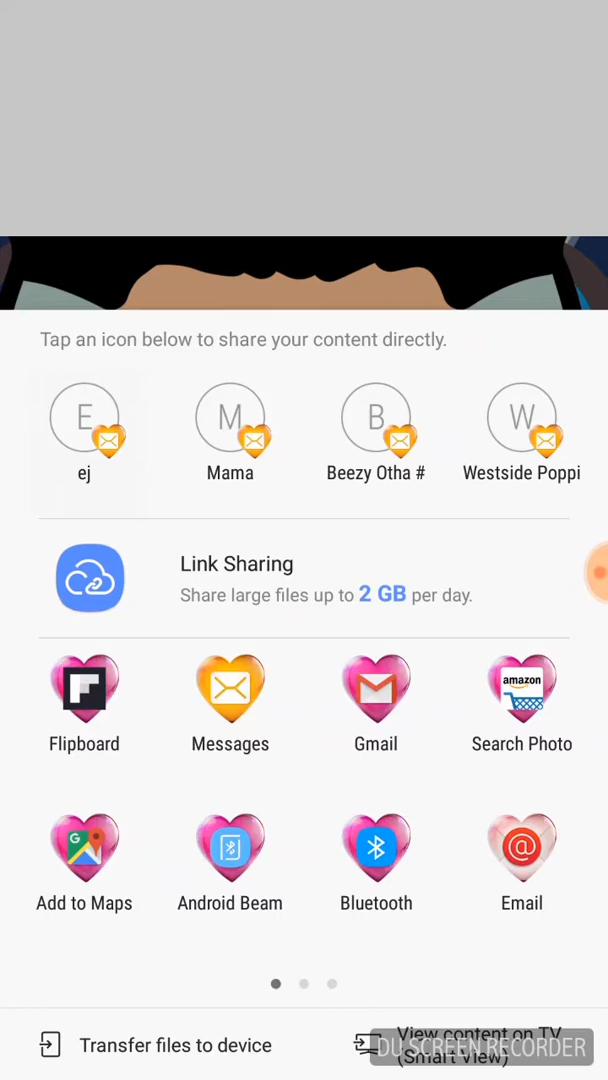 Tap an icon below to share your content directly.
E M B W
ej Mama Beezy Otha # Westside Poppi
Link Sharing
Share large files up to 2 GB per day.
amazon
Flipboard Messages Gmail Search Photo
G @
Add to Maps Android Beam Bluetooth Email
Transfer files to device
View content on TV
(Smart View)
DU SCREEN RECORDER